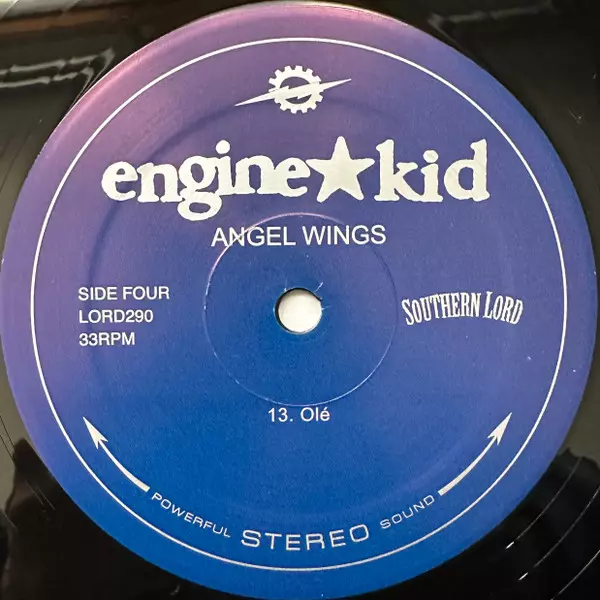 engine★kid
ANGEL WINGS
SIDE FOUR
LORD290
33RPM
SOUTHERN LORD
13. Olé
POWERFUL STEREO SOUND